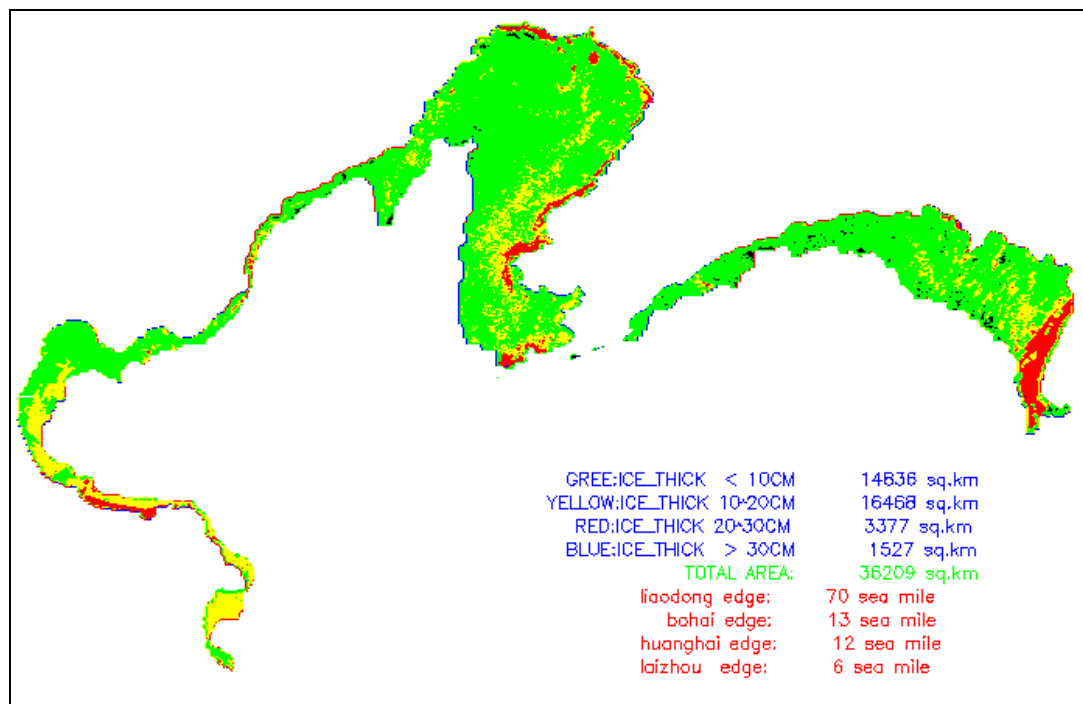 GREE:ICE_THICK < 10CM 14836 sq.km
YELLOW:ICE_THICK 10~20CM 16468 sq.km
RED:ICE_THICK 20~30CM 3377 sq.km
BLUE:ICE_THICK > 30CM 1527 sq.km
TOTAL AREA: 36209 sq.km
liaodong edge: 70 sea mile
bohai edge: 13 sea mile
huanghai edge: 12 sea mile
laizhou edge: 6 sea mile